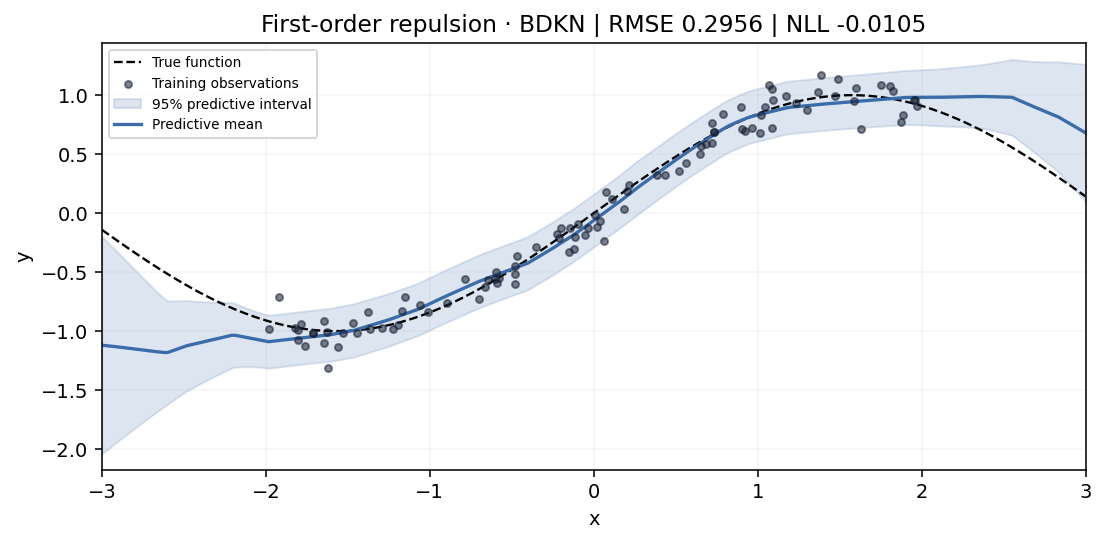 First-order repulsion · BDKN | RMSE 0.2956 | NLL -0.0105
True function
Training observations
95% predictive interval
Predictive mean
1.0
0.5
0.0
−0.5
−1.0
−1.5
−2.0
y
−3
−2
−1
0
1
2
3
x